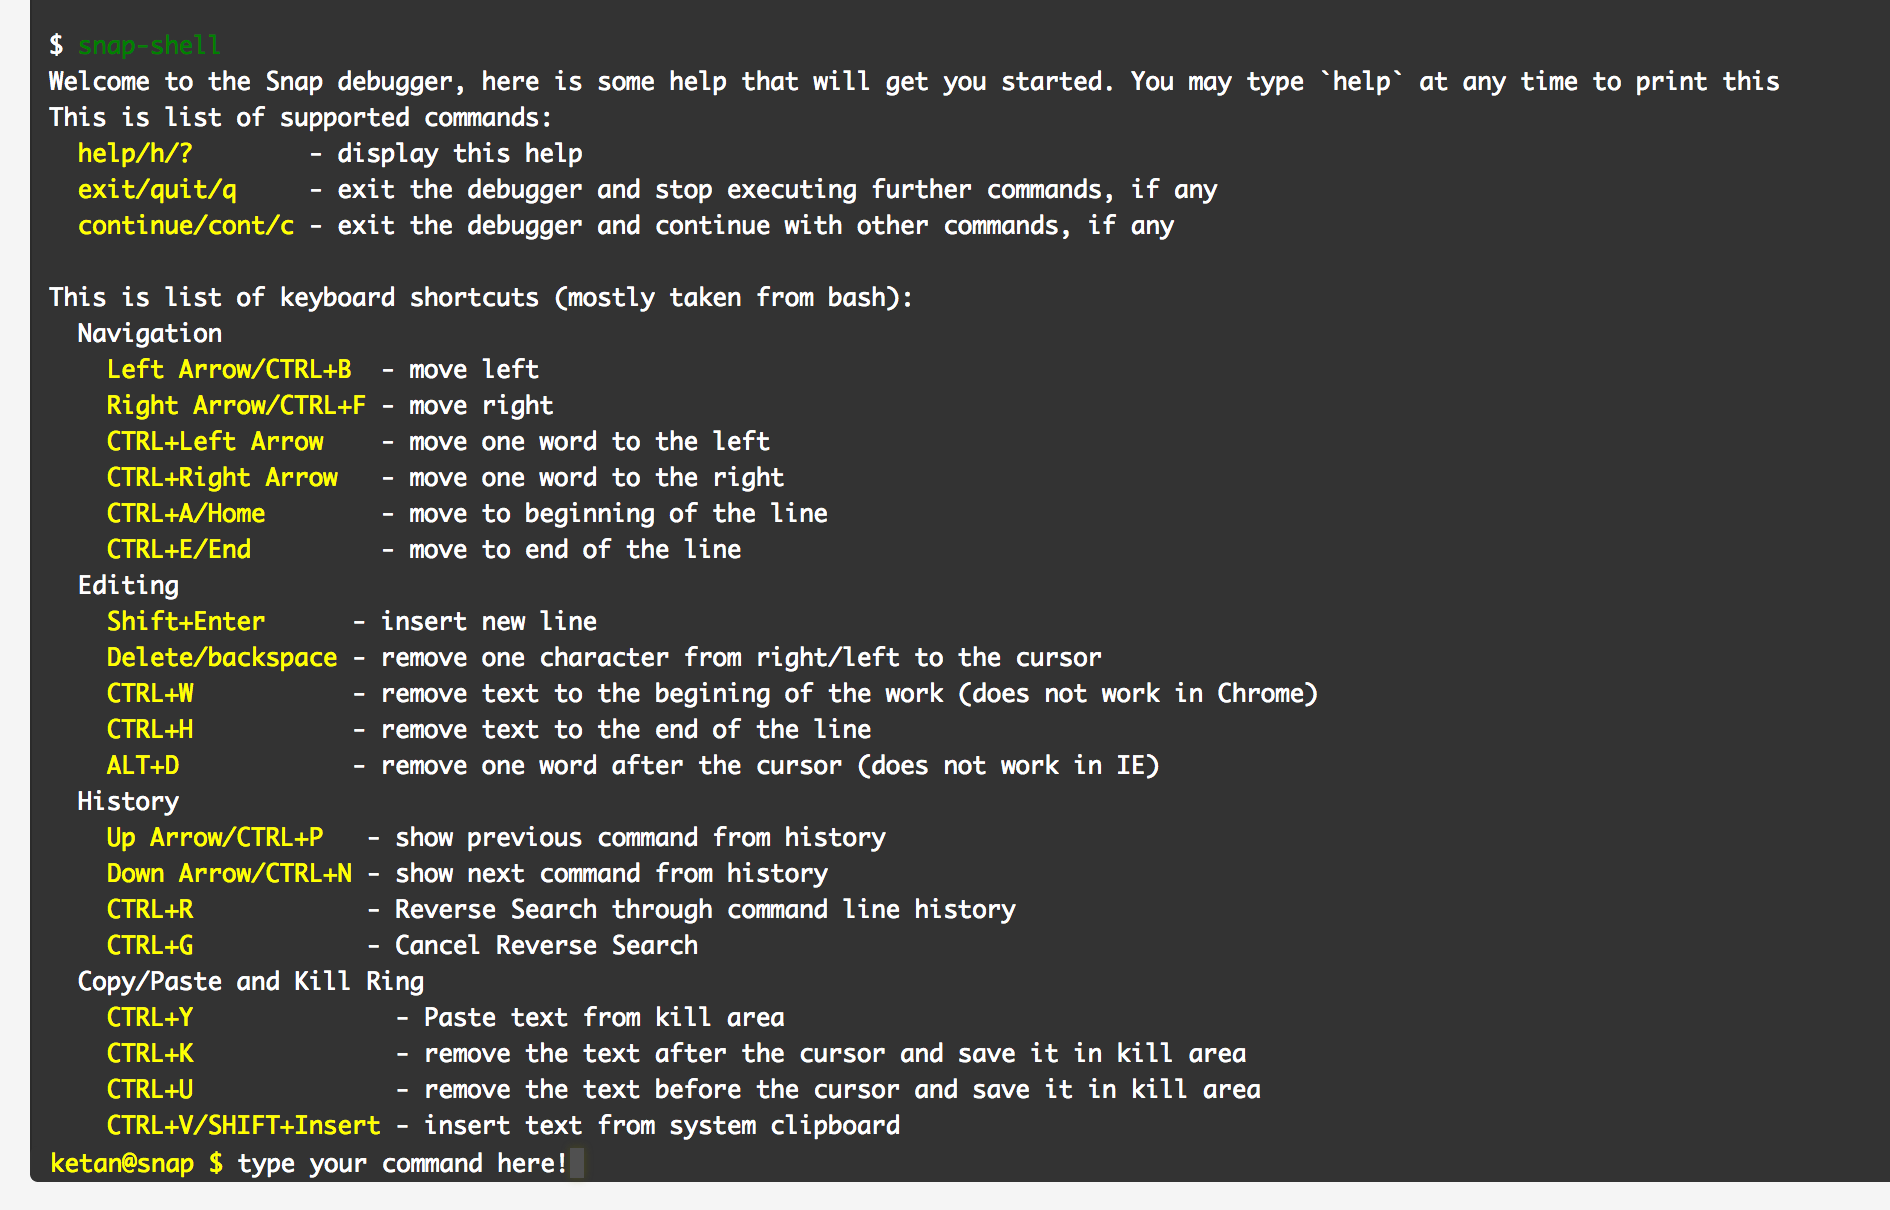 $ snap-shell
Welcome to the Snap debugger, here is some help that will get you started. You may type `help` at any time to print this
This is list of supported commands:
  help/h/?        - display this help
  exit/quit/q     - exit the debugger and stop executing further commands, if any
  continue/cont/c - exit the debugger and continue with other commands, if any

This is list of keyboard shortcuts (mostly taken from bash):
  Navigation
    Left Arrow/CTRL+B  - move left
    Right Arrow/CTRL+F - move right
    CTRL+Left Arrow    - move one word to the left
    CTRL+Right Arrow   - move one word to the right
    CTRL+A/Home        - move to beginning of the line
    CTRL+E/End         - move to end of the line
  Editing
    Shift+Enter      - insert new line
    Delete/backspace - remove one character from right/left to the cursor
    CTRL+W           - remove text to the begining of the work (does not work in Chrome)
    CTRL+H           - remove text to the end of the line
    ALT+D            - remove one word after the cursor (does not work in IE)
  History
    Up Arrow/CTRL+P   - show previous command from history
    Down Arrow/CTRL+N - show next command from history
    CTRL+R            - Reverse Search through command line history
    CTRL+G            - Cancel Reverse Search
  Copy/Paste and Kill Ring
    CTRL+Y              - Paste text from kill area
    CTRL+K              - remove the text after the cursor and save it in kill area
    CTRL+U              - remove the text before the cursor and save it in kill area
    CTRL+V/SHIFT+Insert - insert text from system clipboard
ketan@snap $ type your command here!